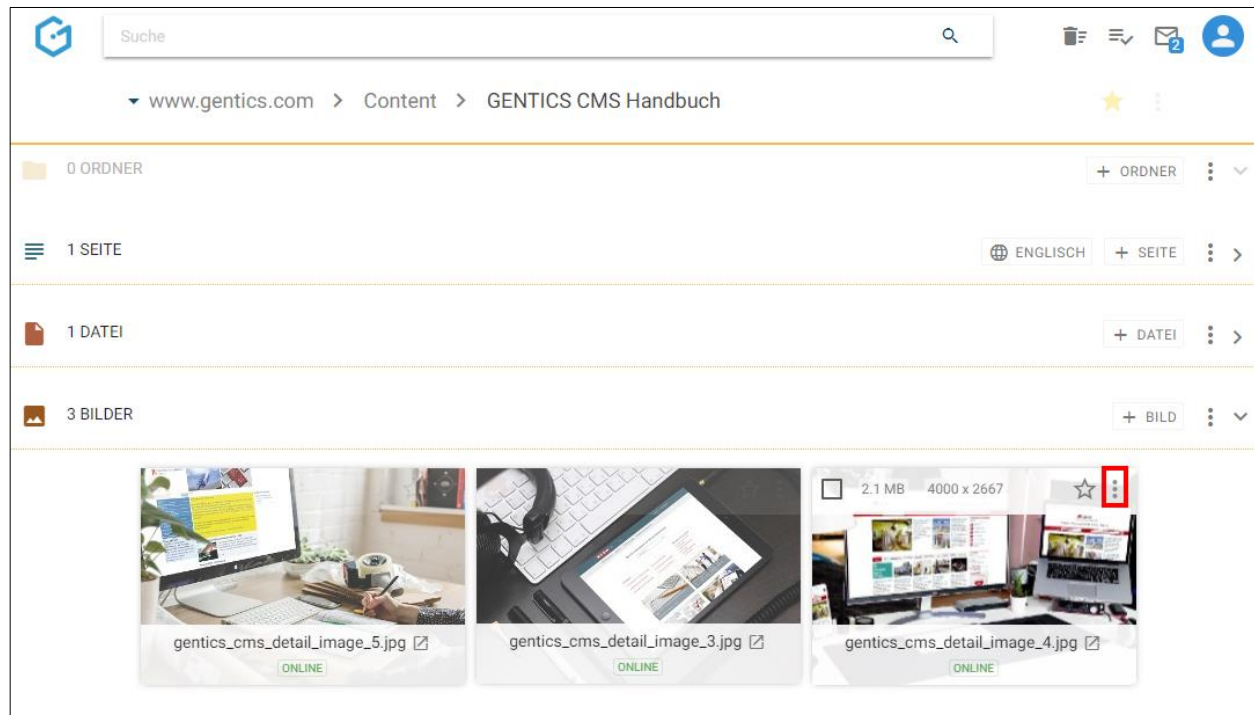 Suche
2
www.gentics.com > Content > GENTICS CMS Handbuch
0 ORDNER + ORDNER
1 SEITE ENGLISCH + SEITE
1 DATEI + DATEI
3 BILDER + BILD
2.1 MB 4000 x 2667
gentics_cms_detail_image_5.jpg gentics_cms_detail_image_3.jpg gentics_cms_detail_image_4.jpg
ONLINE ONLINE ONLINE